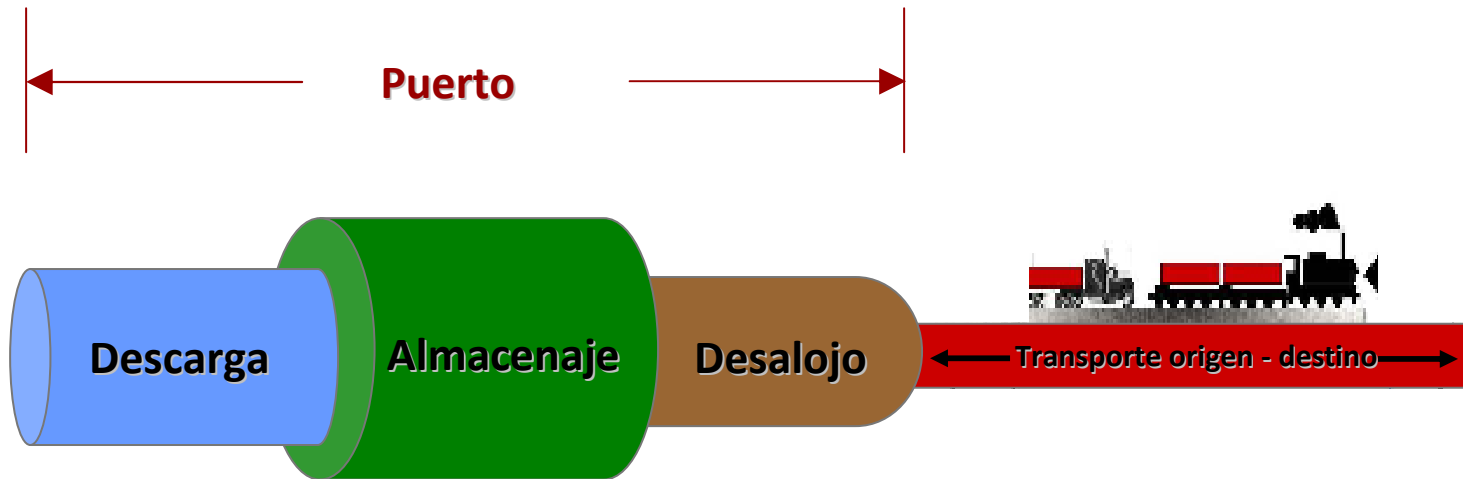 Puerto
Descarga
Almacenaje
Desalojo
Transporte origen - destino